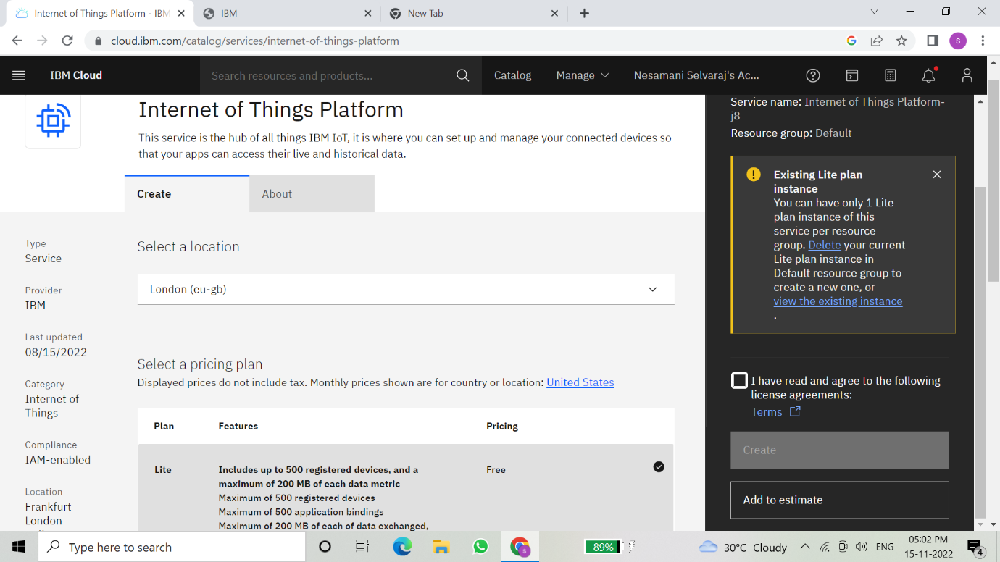 Internet of Things Platform - IBM
IBM
New Tab
cloud.ibm.com/catalog/services/internet-of-things-platform
G
s
IBM Cloud
Search resources and products...
Catalog
Manage
Nesamani Selvaraj's Ac...
Internet of Things Platform
This service is the hub of all things IBM IoT, it is where you can set up and manage your connected devices so
that your apps can access their live and historical data.
Create
About
Type
Service
Provider
IBM
Last updated
08/15/2022
Category
Internet of
Things
Compliance
IAM-enabled
Location
Frankfurt
London
Select a location
London (eu-gb)
Select a pricing plan
Displayed prices do not include tax. Monthly prices shown are for country or location: United States
Plan
Features
Pricing
Lite
Includes up to 500 registered devices, and a
maximum of 200 MB of each data metric
Maximum of 500 registered devices
Maximum of 500 application bindings
Maximum of 200 MB of each of data exchanged,
Free
Service name: Internet of Things Platform-
j8
Resource group: Default
Existing Lite plan
instance
You can have only 1 Lite
plan instance of this
service per resource
group. Delete your current
Lite plan instance in
Default resource group to
create a new one, or
view the existing instance
.
I have read and agree to the following
license agreements:
Terms
Create
Add to estimate
Type here to search
s
89%
30°C Cloudy
ENG
05:02 PM
15-11-2022
4